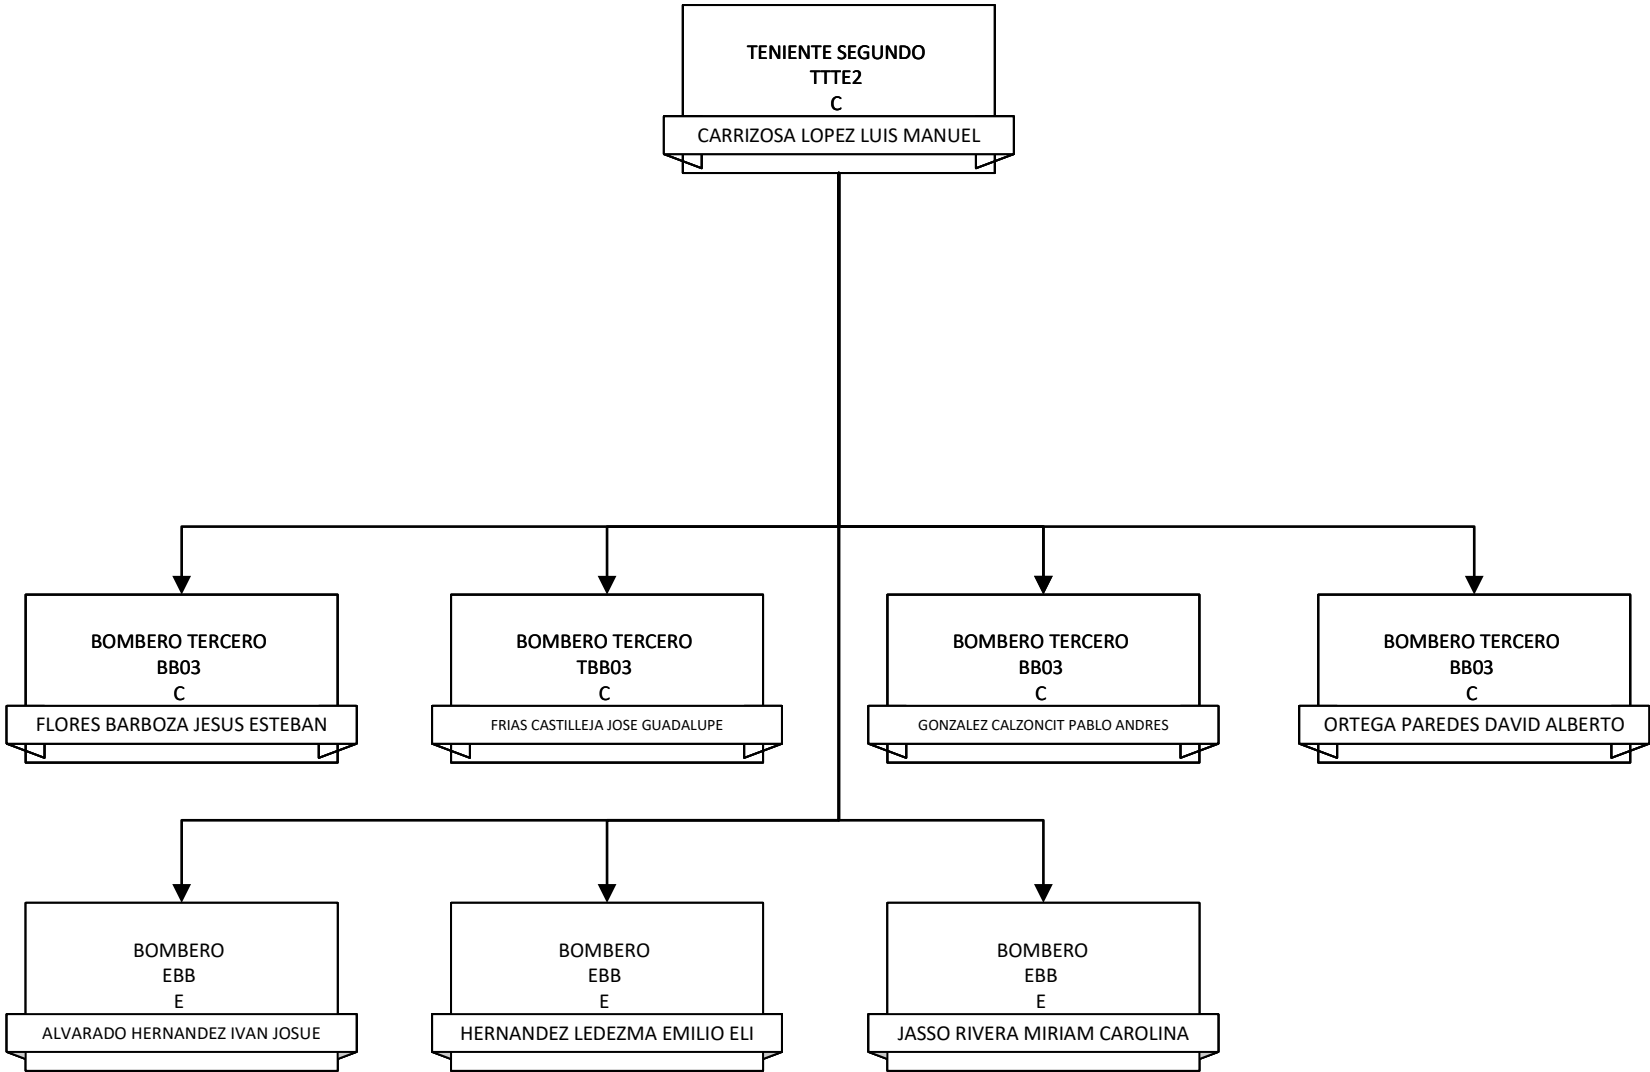 TENIENTE SEGUNDO
TTTE2
C
CARRIZOSA LOPEZ LUIS MANUEL
BOMBERO TERCERO
BB03
C
FLORES BARBOZA JESUS ESTEBAN
BOMBERO TERCERO
TBB03
C
FRIAS CASTILLEJA JOSE GUADALUPE
BOMBERO TERCERO
BB03
C
GONZALEZ CALZONCIT PABLO ANDRES
BOMBERO TERCERO
BB03
C
ORTEGA PAREDES DAVID ALBERTO
BOMBERO
EBB
E
ALVARADO HERNANDEZ IVAN JOSUE
BOMBERO
EBB
E
HERNANDEZ LEDEZMA EMILIO ELI
BOMBERO
EBB
E
JASSO RIVERA MIRIAM CAROLINA